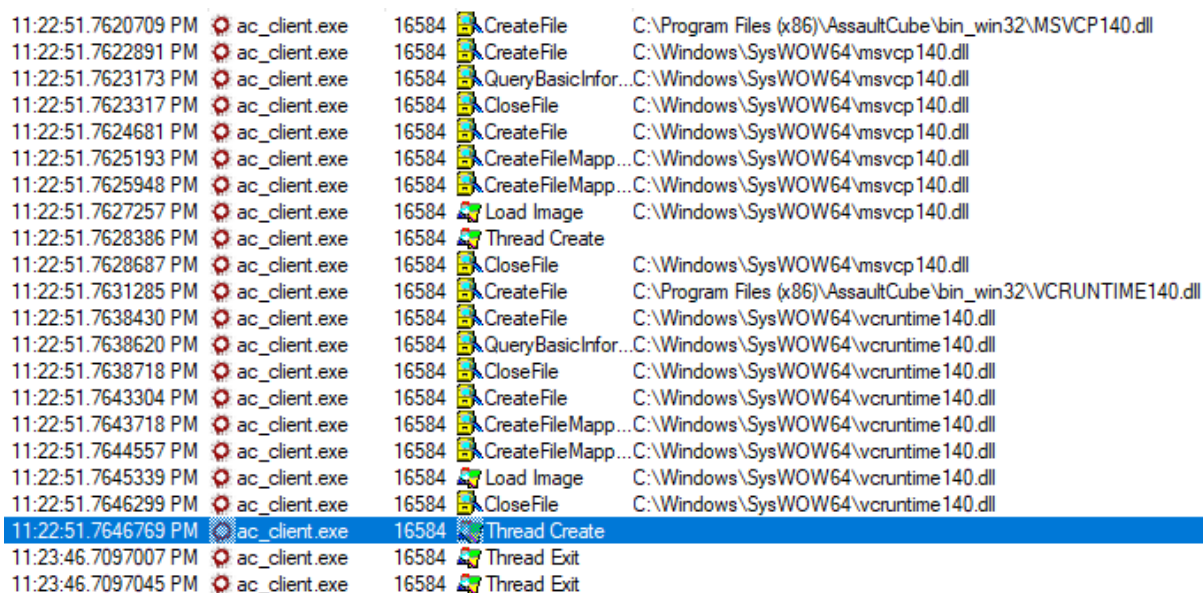 11:22:51.7620709 PM ac_client.exe 16584 CreateFile C:\Program Files (x86)\AssaultCube\bin_win32\MSVCP140.dll
11:22:51.7622891 PM ac_client.exe 16584 CreateFile C:\Windows\SysWOW64\msvcp140.dll
11:22:51.7623173 PM ac_client.exe 16584 QueryBasicInfor...C:\Windows\SysWOW64\msvcp140.dll
11:22:51.7623317 PM ac_client.exe 16584 CloseFile C:\Windows\SysWOW64\msvcp140.dll
11:22:51.7624681 PM ac_client.exe 16584 CreateFile C:\Windows\SysWOW64\msvcp140.dll
11:22:51.7625193 PM ac_client.exe 16584 CreateFileMapp...C:\Windows\SysWOW64\msvcp140.dll
11:22:51.7625948 PM ac_client.exe 16584 CreateFileMapp...C:\Windows\SysWOW64\msvcp140.dll
11:22:51.7627257 PM ac_client.exe 16584 Load Image C:\Windows\SysWOW64\msvcp140.dll
11:22:51.7628386 PM ac_client.exe 16584 Thread Create
11:22:51.7628687 PM ac_client.exe 16584 CloseFile C:\Windows\SysWOW64\msvcp140.dll
11:22:51.7631285 PM ac_client.exe 16584 CreateFile C:\Program Files (x86)\AssaultCube\bin_win32\VCRUNTIME140.dll
11:22:51.7638430 PM ac_client.exe 16584 CreateFile C:\Windows\SysWOW64\vcruntime140.dll
11:22:51.7638620 PM ac_client.exe 16584 QueryBasicInfor...C:\Windows\SysWOW64\vcruntime140.dll
11:22:51.7638718 PM ac_client.exe 16584 CloseFile C:\Windows\SysWOW64\vcruntime140.dll
11:22:51.7643304 PM ac_client.exe 16584 CreateFile C:\Windows\SysWOW64\vcruntime140.dll
11:22:51.7643718 PM ac_client.exe 16584 CreateFileMapp...C:\Windows\SysWOW64\vcruntime140.dll
11:22:51.7644557 PM ac_client.exe 16584 CreateFileMapp...C:\Windows\SysWOW64\vcruntime140.dll
11:22:51.7645339 PM ac_client.exe 16584 Load Image C:\Windows\SysWOW64\vcruntime140.dll
11:22:51.7646299 PM ac_client.exe 16584 CloseFile C:\Windows\SysWOW64\vcruntime140.dll
11:22:51.7646769 PM ac_client.exe 16584 Thread Create
11:23:46.7097007 PM ac_client.exe 16584 Thread Exit
11:23:46.7097045 PM ac_client.exe 16584 Thread Exit